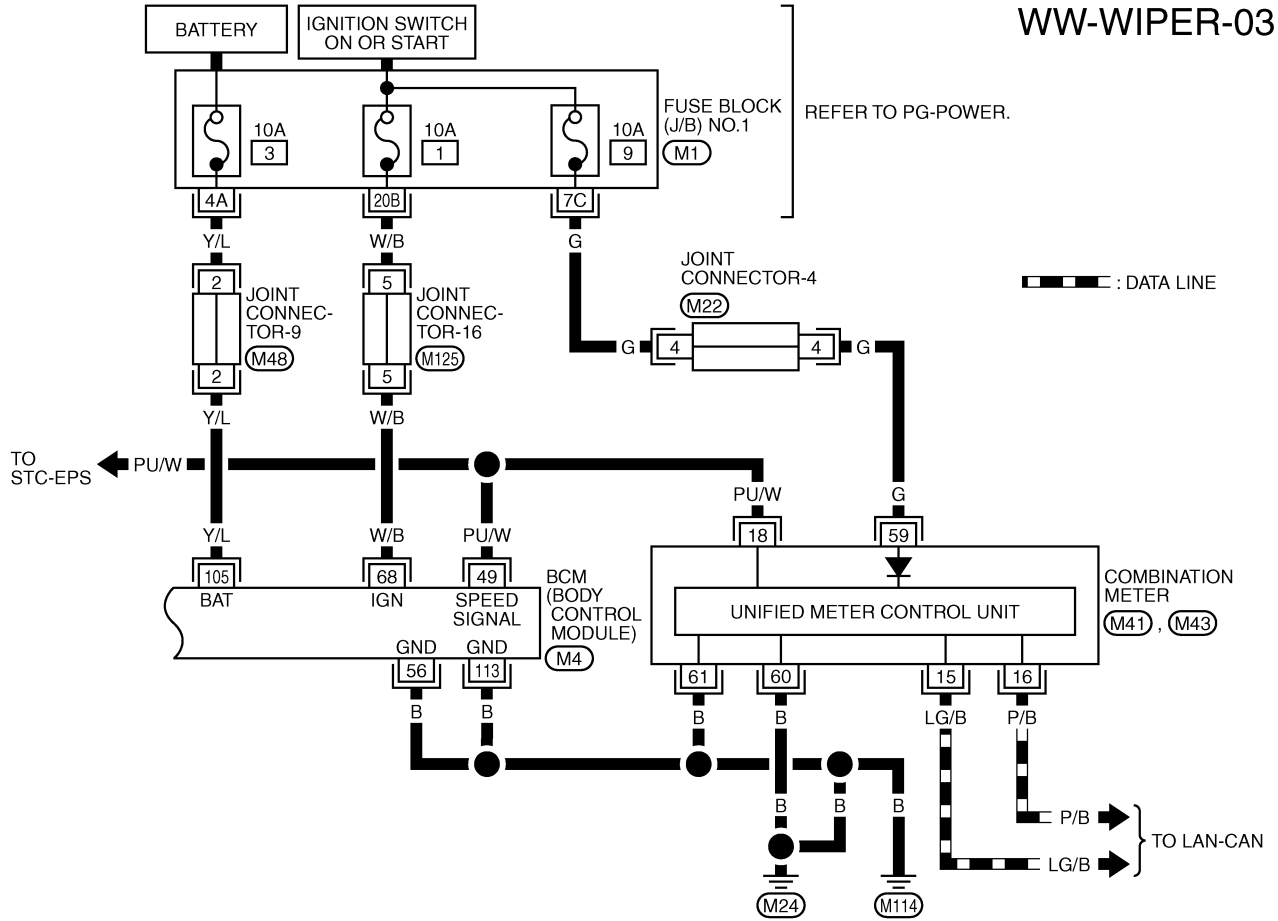 WW-WIPER-03
BATTERY
IGNITION SWITCH
ON OR START
10A
3
10A
1
10A
9
FUSE BLOCK
(J/B) NO.1
M1
REFER TO PG-POWER.
4A
20B
7C
Y/L
W/B
G
2
5
JOINT
CONNEC-
TOR-9
M48
JOINT
CONNEC-
TOR-16
M125
2
5
JOINT
CONNECTOR-4
M22
G
4
4
G
: DATA LINE
Y/L
W/B
TO
STC-EPS
PU/W
PU/W
G
Y/L
W/B
PU/W
18
59
105
68
49
BAT
IGN
SPEED
SIGNAL
BCM
(BODY
CONTROL
MODULE)
M4
UNIFIED METER CONTROL UNIT
COMBINATION
METER
M41 , M43
GND
GND
56
113
61
60
15
16
B
B
B
B
LG/B
P/B
B
B
B
P/B
LG/B
TO LAN-CAN
M24
M114